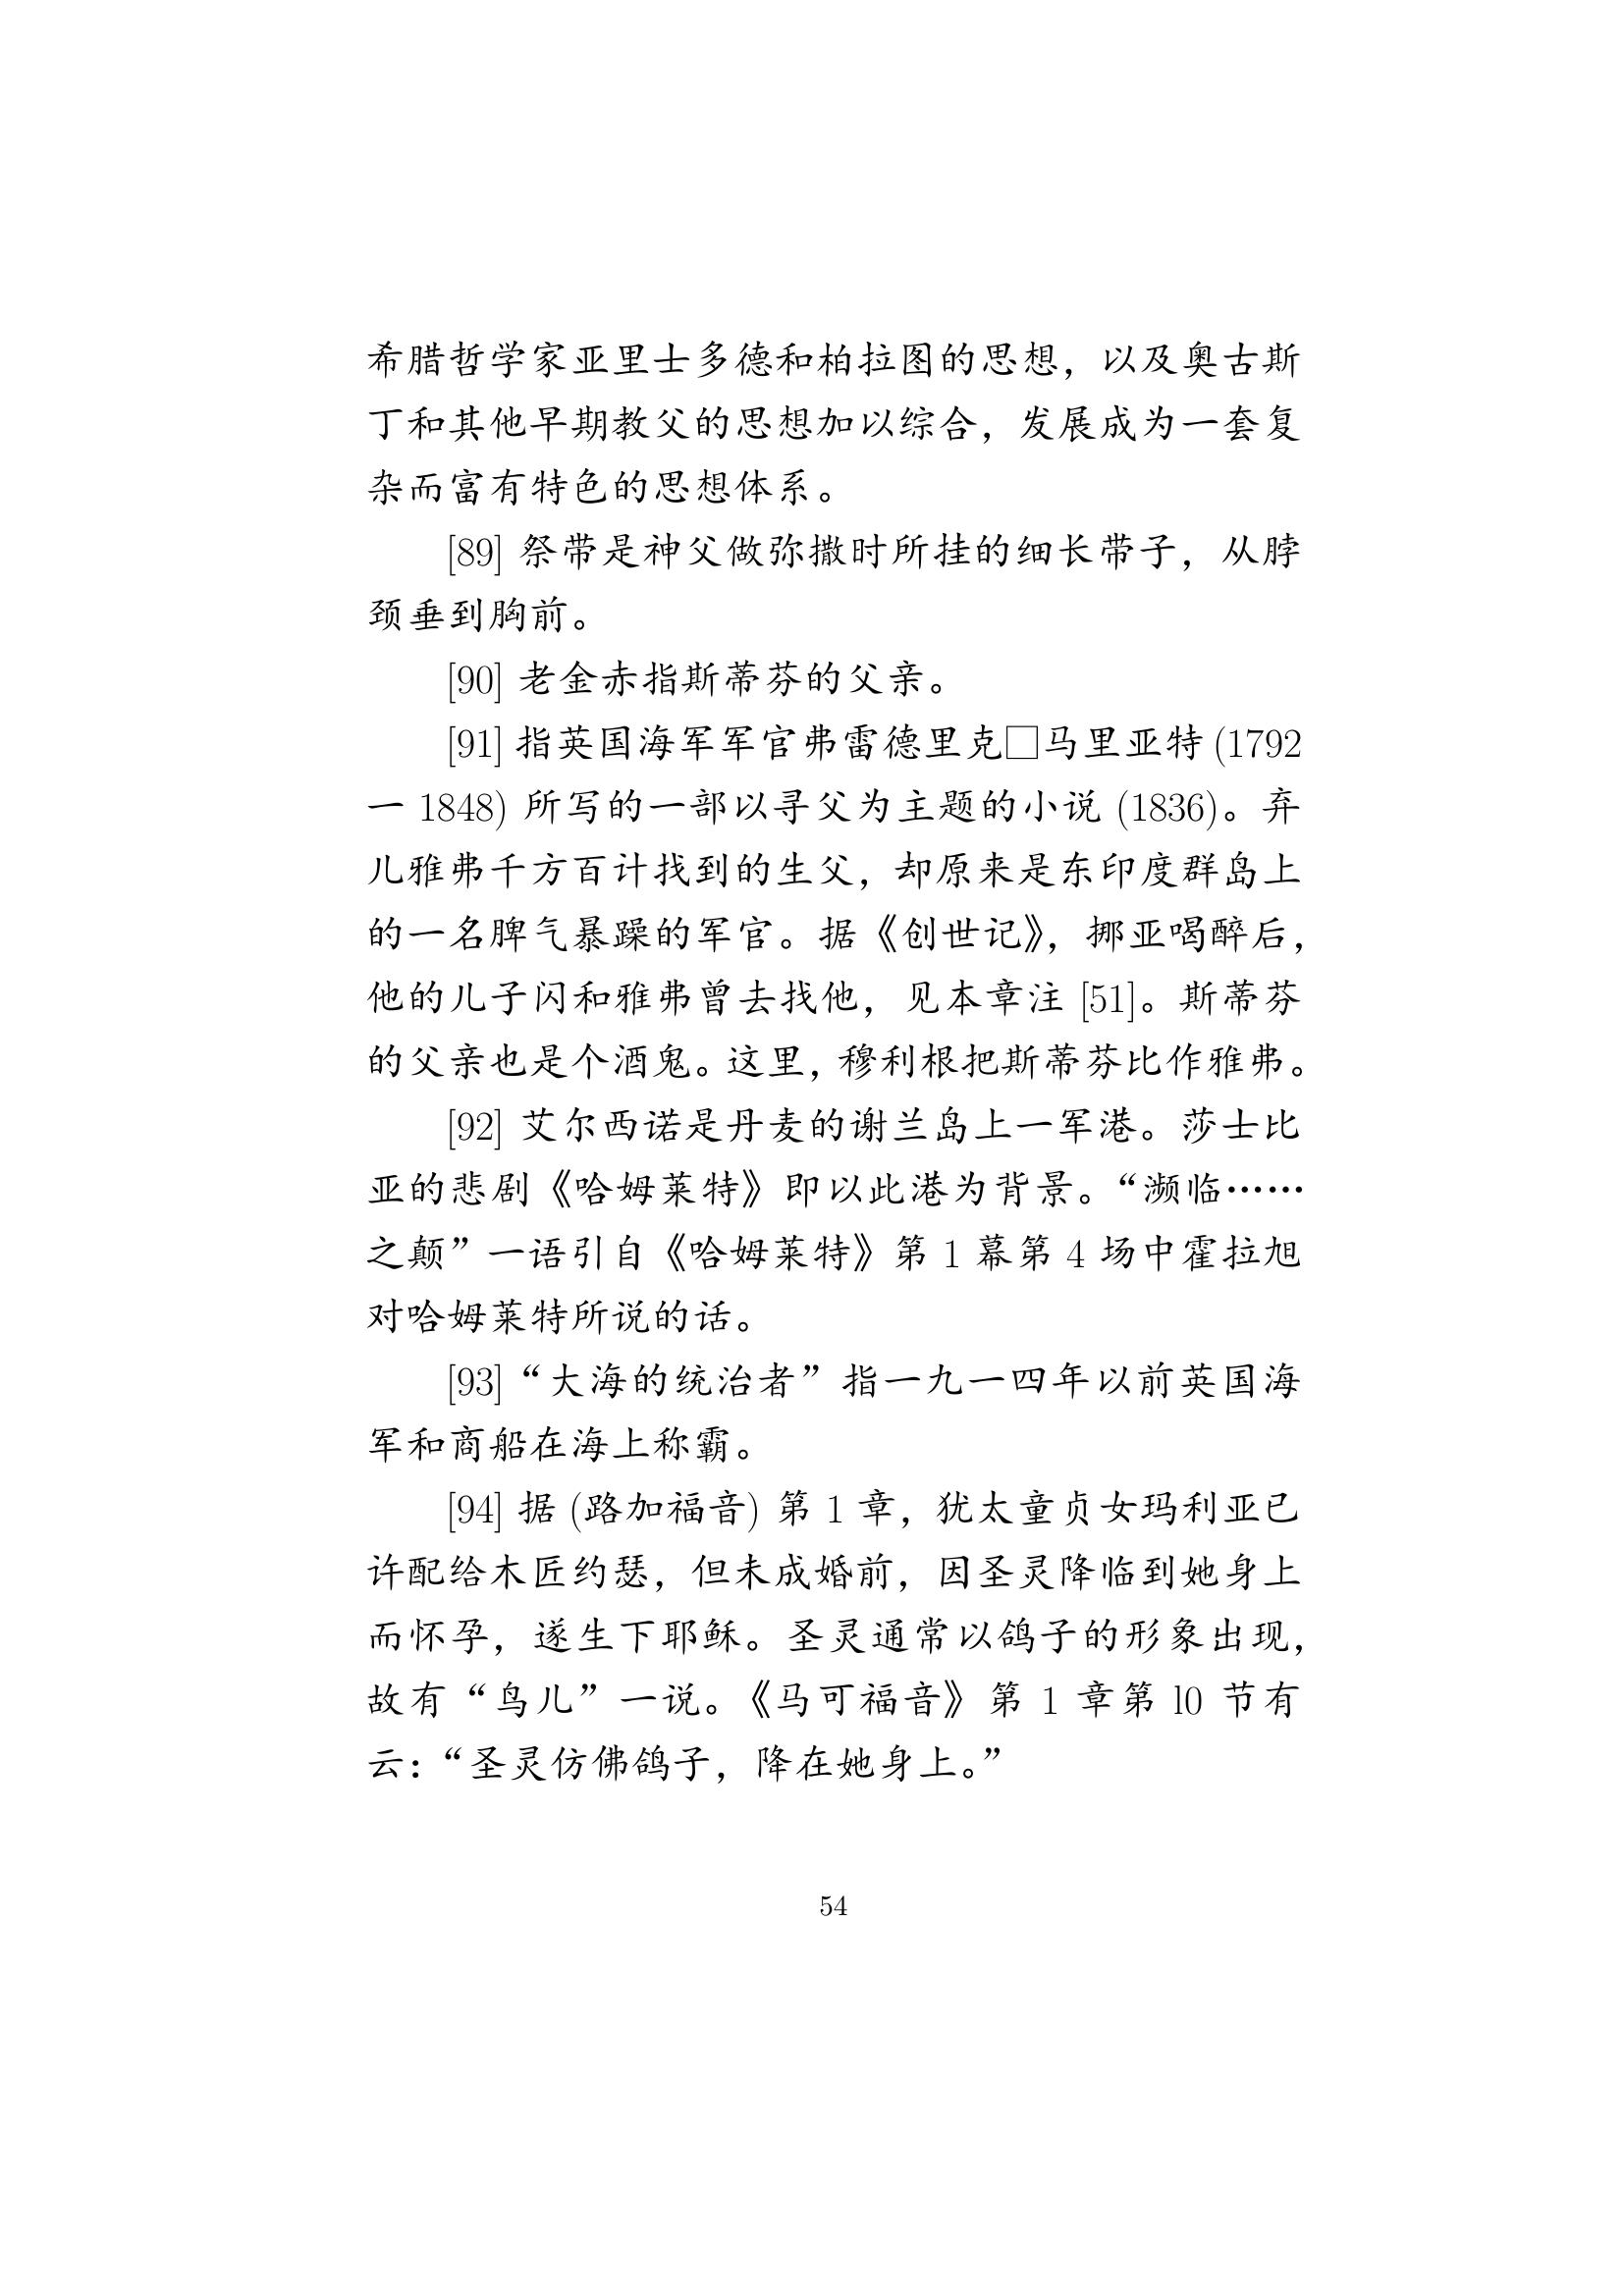 希腊哲学家亚里士多德和柏拉图的思想，以及奥古斯
丁和其他早期教父的思想加以综合，发展成为一套复
杂而富有特色的思想体系。
[89] 祭带是神父做弥撒时所挂的细长带子，从脖
颈垂到胸前。
[90] 老金赤指斯蒂芬的父亲。
[91] 指英国海军军官弗雷德里克□马里亚特 (1792
一 1848) 所写的一部以寻父为主题的小说 (1836)。弃
儿雅弗千方百计找到的生父，却原来是东印度群岛上
的一名脾气暴躁的军官。据《创世记》，挪亚喝醉后，
他的儿子闪和雅弗曾去找他，见本章注 [51]。斯蒂芬
的父亲也是个酒鬼。这里，穆利根把斯蒂芬比作雅弗。
[92] 艾尔西诺是丹麦的谢兰岛上一军港。莎士比
亚的悲剧《哈姆莱特》即以此港为背景。“濒临……
之颠”一语引自《哈姆莱特》第 1 幕第 4 场中霍拉旭
对哈姆莱特所说的话。
[93]“大海的统治者”指一九一四年以前英国海
军和商船在海上称霸。
[94] 据 (路加福音) 第 1 章，犹太童贞女玛利亚已
许配给木匠约瑟，但未成婚前，因圣灵降临到她身上
而怀孕，遂生下耶稣。圣灵通常以鸽子的形象出现，
故有“鸟儿”一说。《马可福音》第 1 章第 l0 节有
云：“圣灵仿佛鸽子，降在她身上。”
54